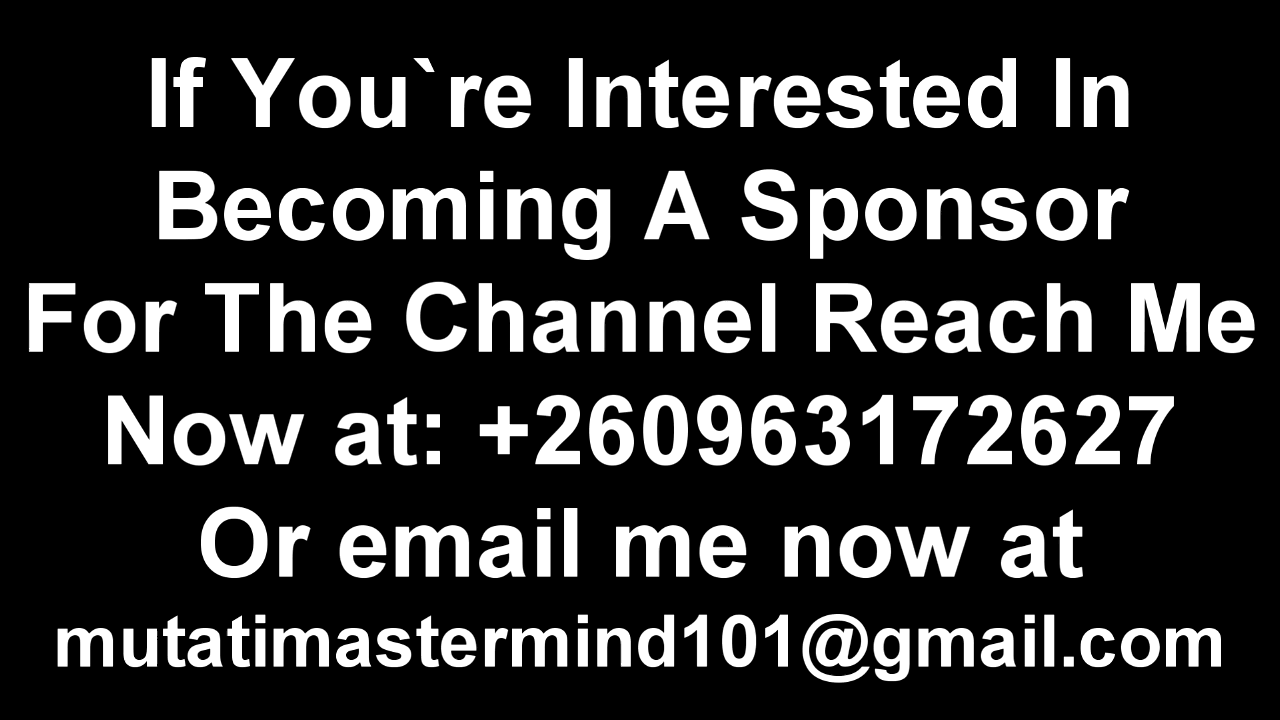 If You`re Interested In
Becoming A Sponsor
For The Channel Reach Me
Now at: +260963172627
Or email me now at
mutatimastermind101@gmail.com